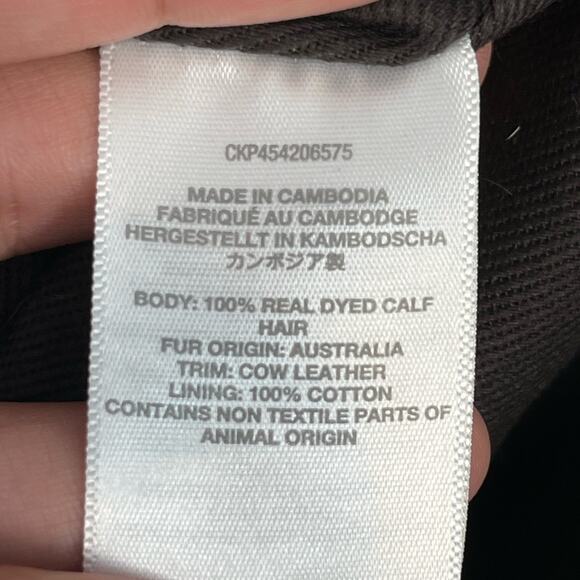 CKP454206575
MADE IN CAMBODIA
FABRIQUÉ AU CAMBODGE
HERGESTELLT IN KAMBODSCHA
カンボジア製
BODY: 100% REAL DYED CALF
HAIR
FUR ORIGIN: AUSTRALIA
TRIM: COW LEATHER
LINING: 100% COTTON
CONTAINS NON TEXTILE PARTS OF
ANIMAL ORIGIN